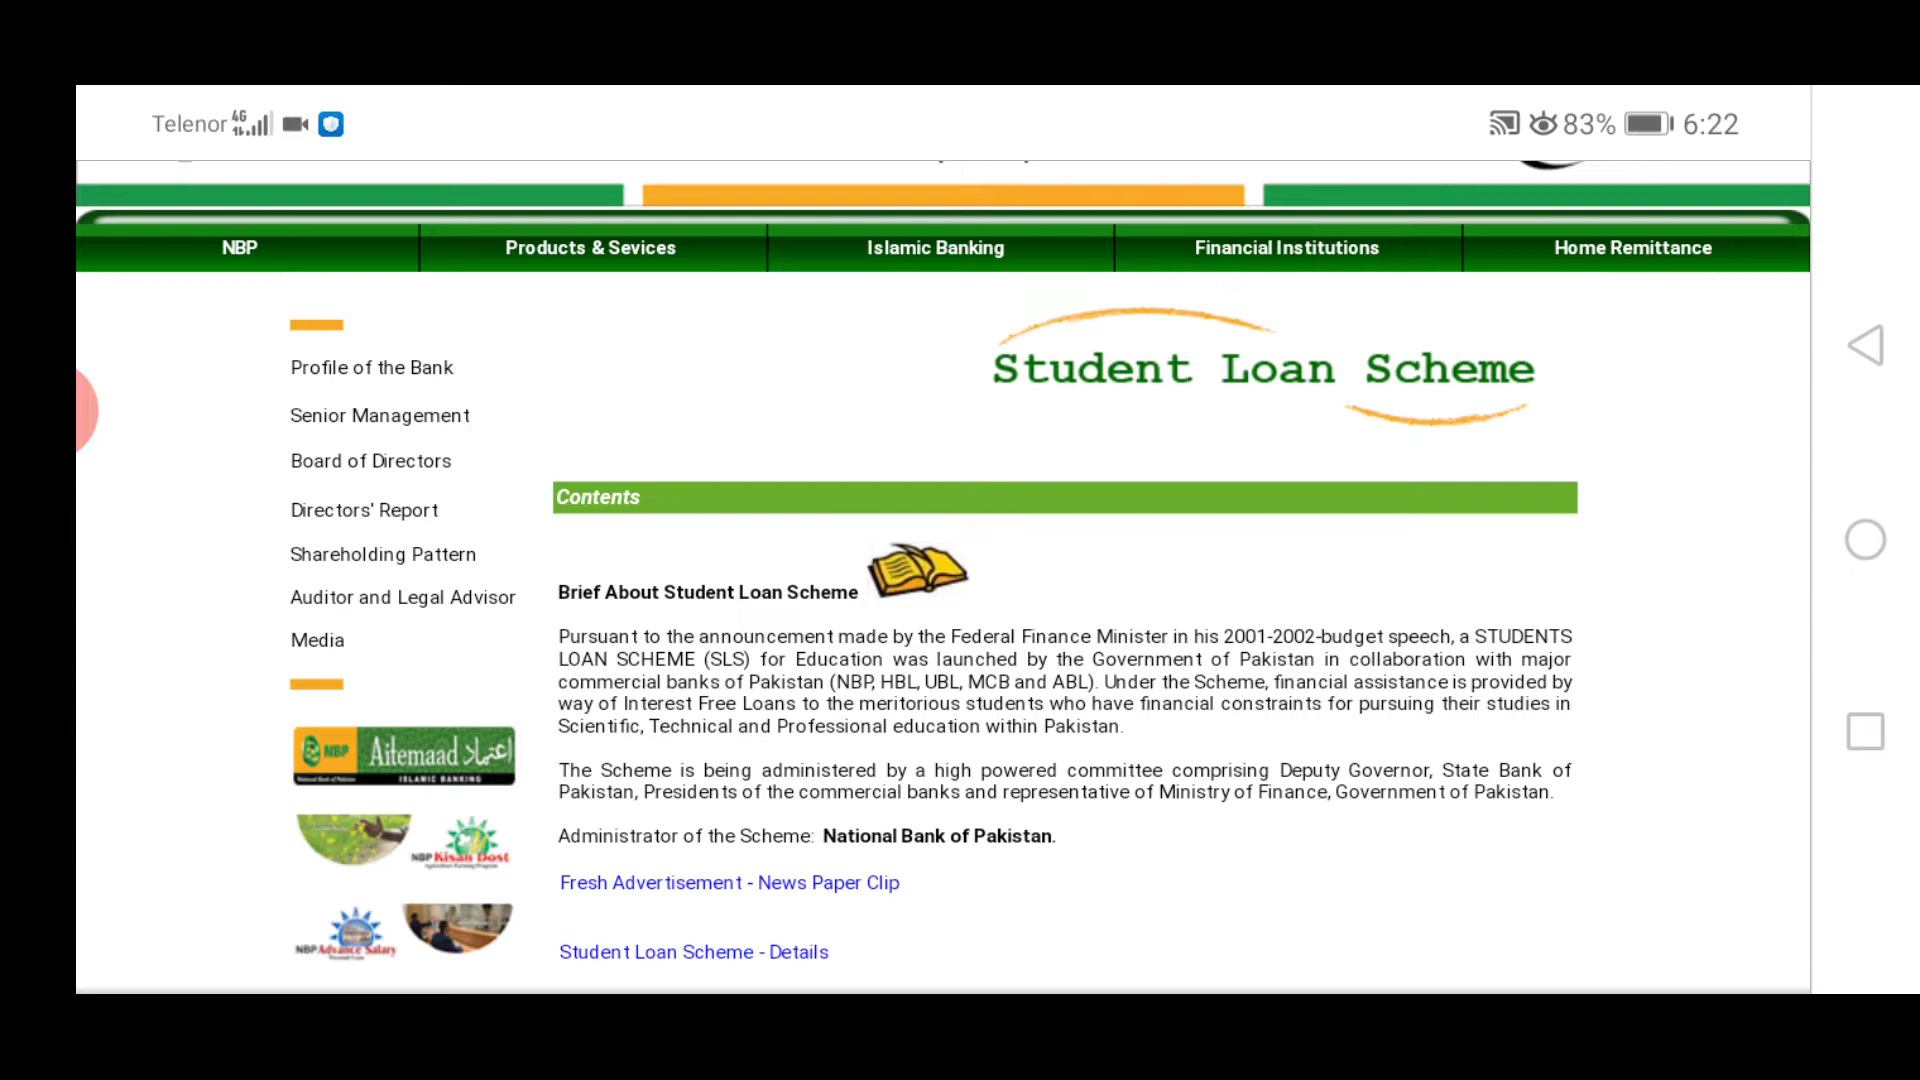 Telenor 4G 83% 6:22
NBP Products & Sevices Islamic Banking Financial Institutions Home Remittance
Profile of the Bank
Senior Management
Board of Directors
Directors' Report
Shareholding Pattern
Auditor and Legal Advisor
Media
NBP Aitemaad اعتماد
National Bank of Pakistan ISLAMIC BANKING
NBP Kisan Dost
NBP Advance Salary
Student Loan Scheme
Contents
Brief About Student Loan Scheme
Pursuant to the announcement made by the Federal Finance Minister in his 2001-2002-budget speech, a STUDENTS
LOAN SCHEME (SLS) for Education was launched by the Government of Pakistan in collaboration with major
commercial banks of Pakistan (NBP, HBL, UBL, MCB and ABL). Under the Scheme, financial assistance is provided by
way of Interest Free Loans to the meritorious students who have financial constraints for pursuing their studies in
Scientific, Technical and Professional education within Pakistan.
The Scheme is being administered by a high powered committee comprising Deputy Governor, State Bank of
Pakistan, Presidents of the commercial banks and representative of Ministry of Finance, Government of Pakistan.
Administrator of the Scheme: National Bank of Pakistan.
Fresh Advertisement - News Paper Clip
Student Loan Scheme - Details